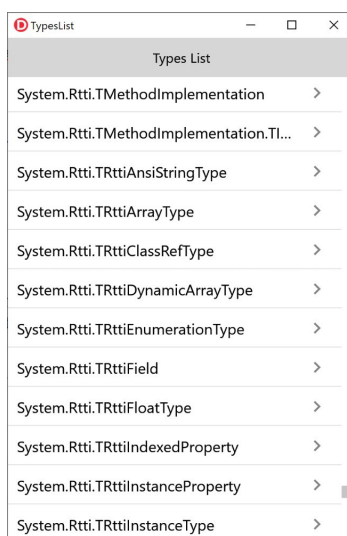 TypesList
Types List
System.Rtti.TMethodImplementation
System.Rtti.TMethodImplementation.TI...
System.Rtti.TRttiAnsiStringType
System.Rtti.TRttiArrayType
System.Rtti.TRttiClassRefType
System.Rtti.TRttiDynamicArrayType
System.Rtti.TRttiEnumerationType
System.Rtti.TRttiField
System.Rtti.TRttiFloatType
System.Rtti.TRttiIndexedProperty
System.Rtti.TRttiInstanceProperty
System.Rtti.TRttiInstanceType